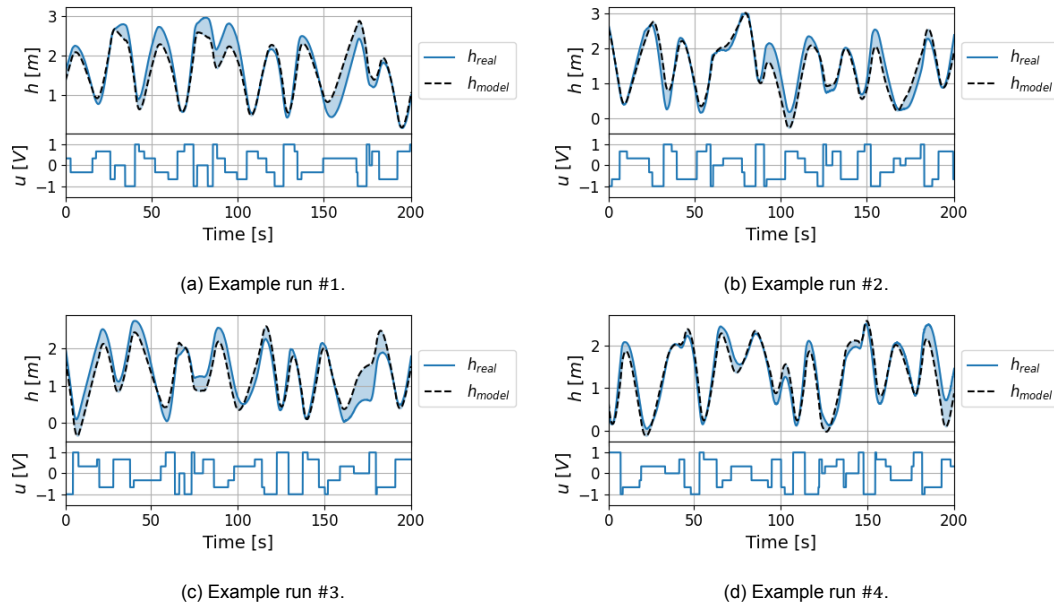 3
2
1
h [m]
h_real
h_model
1
0
−1
u [V]
0
50
100
150
200
Time [s]
(a) Example run #1.
3
2
1
0
h [m]
h_real
h_model
1
0
−1
u [V]
0
50
100
150
200
Time [s]
(b) Example run #2.
2
1
0
h [m]
h_real
h_model
1
0
−1
u [V]
0
50
100
150
200
Time [s]
(c) Example run #3.
2
1
0
h [m]
h_real
h_model
1
0
−1
u [V]
0
50
100
150
200
Time [s]
(d) Example run #4.